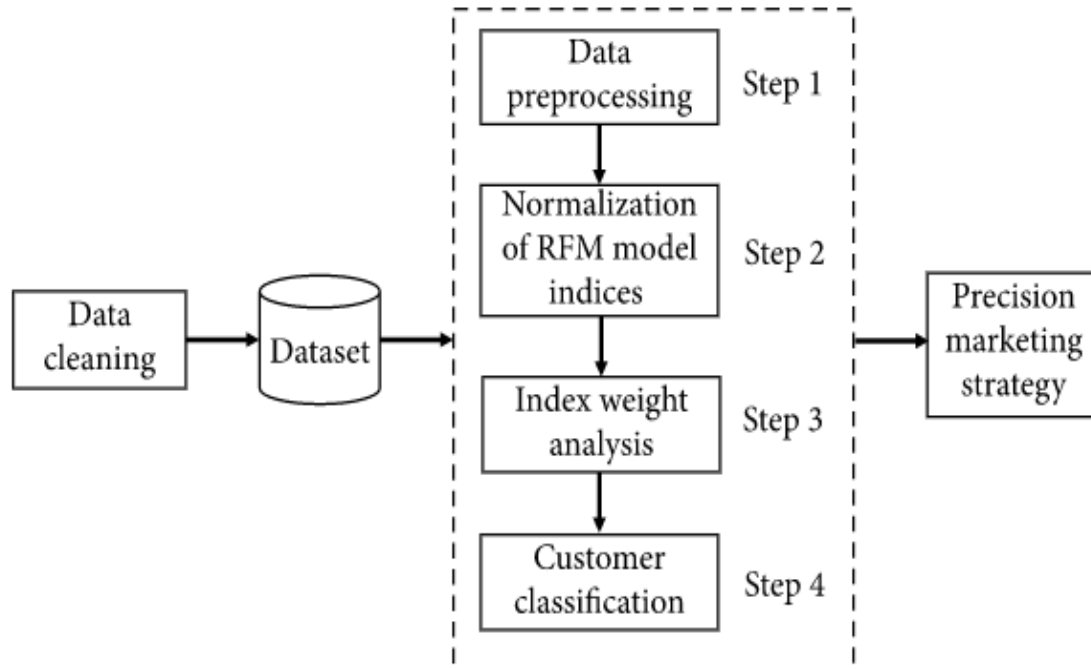 Data
cleaning
Dataset
Data
preprocessing
Step 1
Normalization
of RFM model
indices
Step 2
Index weight
analysis
Step 3
Customer
classification
Step 4
Precision
marketing
strategy